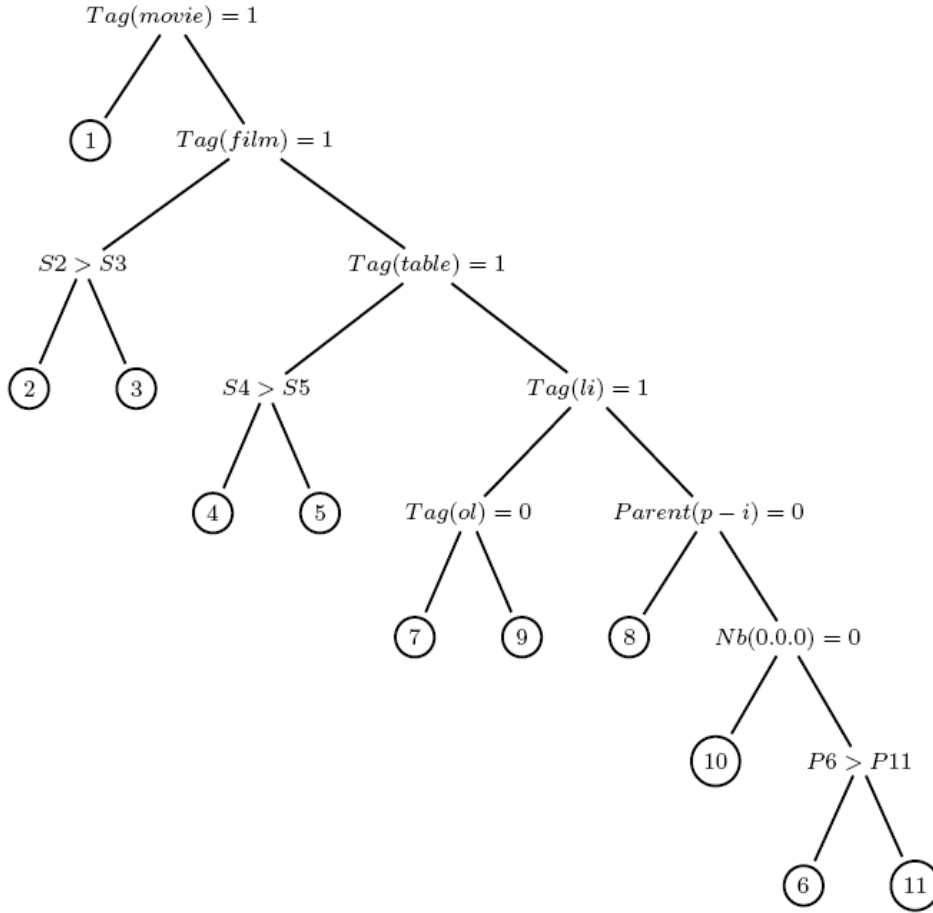 Tag(movie) = 1
1
Tag(film) = 1
S2 > S3
Tag(table) = 1
2
3
S4 > S5
Tag(li) = 1
4
5
Tag(ol) = 0
Parent(p − i) = 0
7
9
8
Nb(0.0.0) = 0
10
P6 > P11
6
11